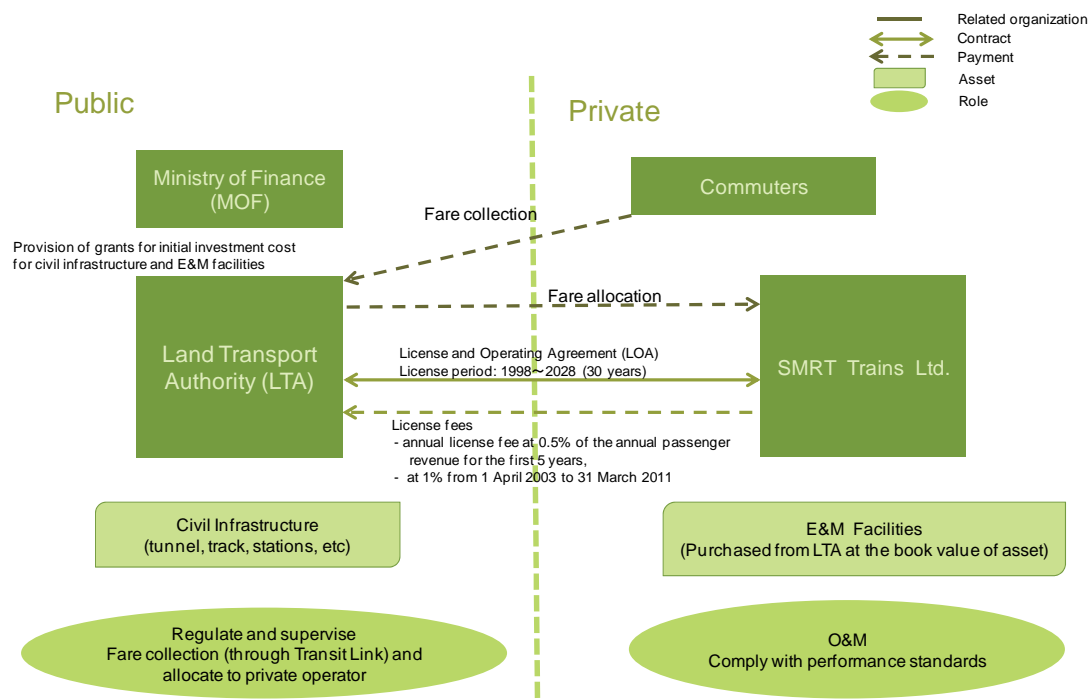 Related organization
Contract
Payment
Asset
Role
Public
Private
Ministry of Finance
(MOF)
Commuters
Fare collection
Provision of grants for initial investment cost
for civil infrastructure and E&M facilities
Fare allocation
Land Transport
Authority (LTA)
License and Operating Agreement (LOA)
License period: 1998～2028 (30 years)
SMRT Trains Ltd.
License fees
- annual license fee at 0.5% of the annual passenger
revenue for the first 5 years,
- at 1% from 1 April 2003 to 31 March 2011
Civil Infrastructure
(tunnel, track, stations, etc)
E&M Facilities
(Purchased from LTA at the book value of asset)
Regulate and supervise
Fare collection (through Transit Link) and
allocate to private operator
O&M
Comply with performance standards